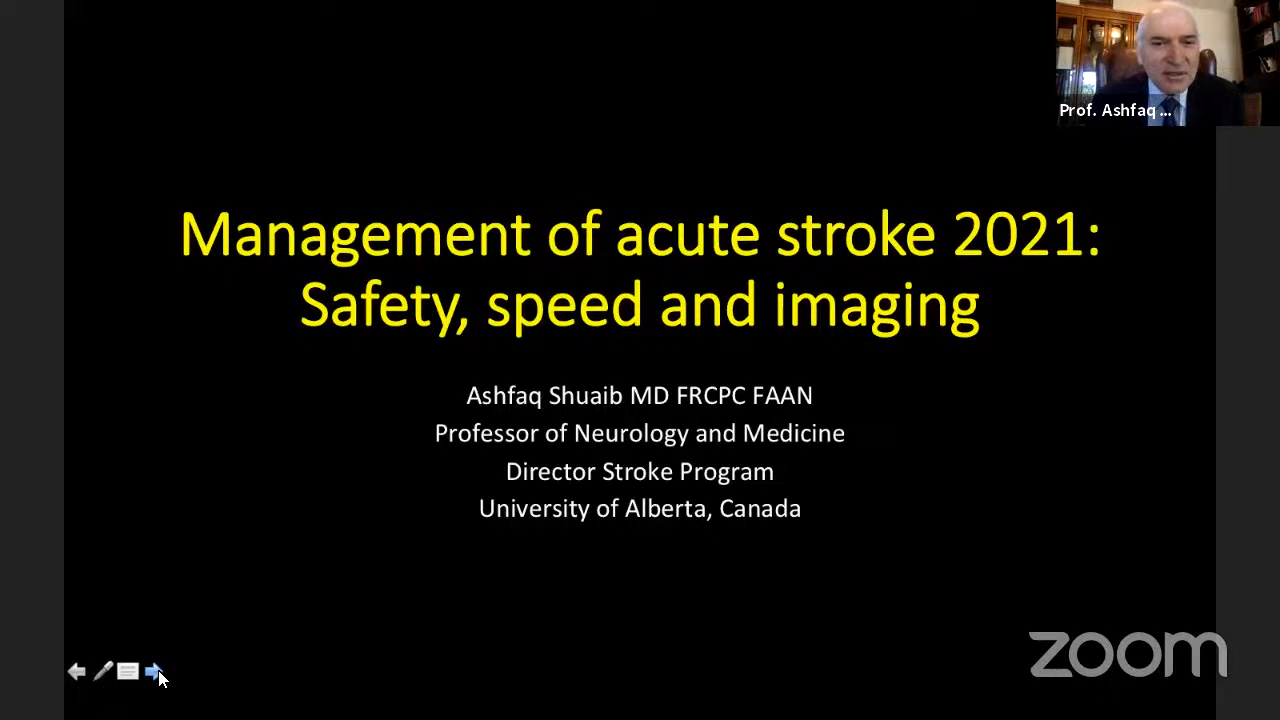 Prof. Ashfaq ...
Management of acute stroke 2021:
Safety, speed and imaging
Ashfaq Shuaib MD FRCPC FAAN
Professor of Neurology and Medicine
Director Stroke Program
University of Alberta, Canada
zoom